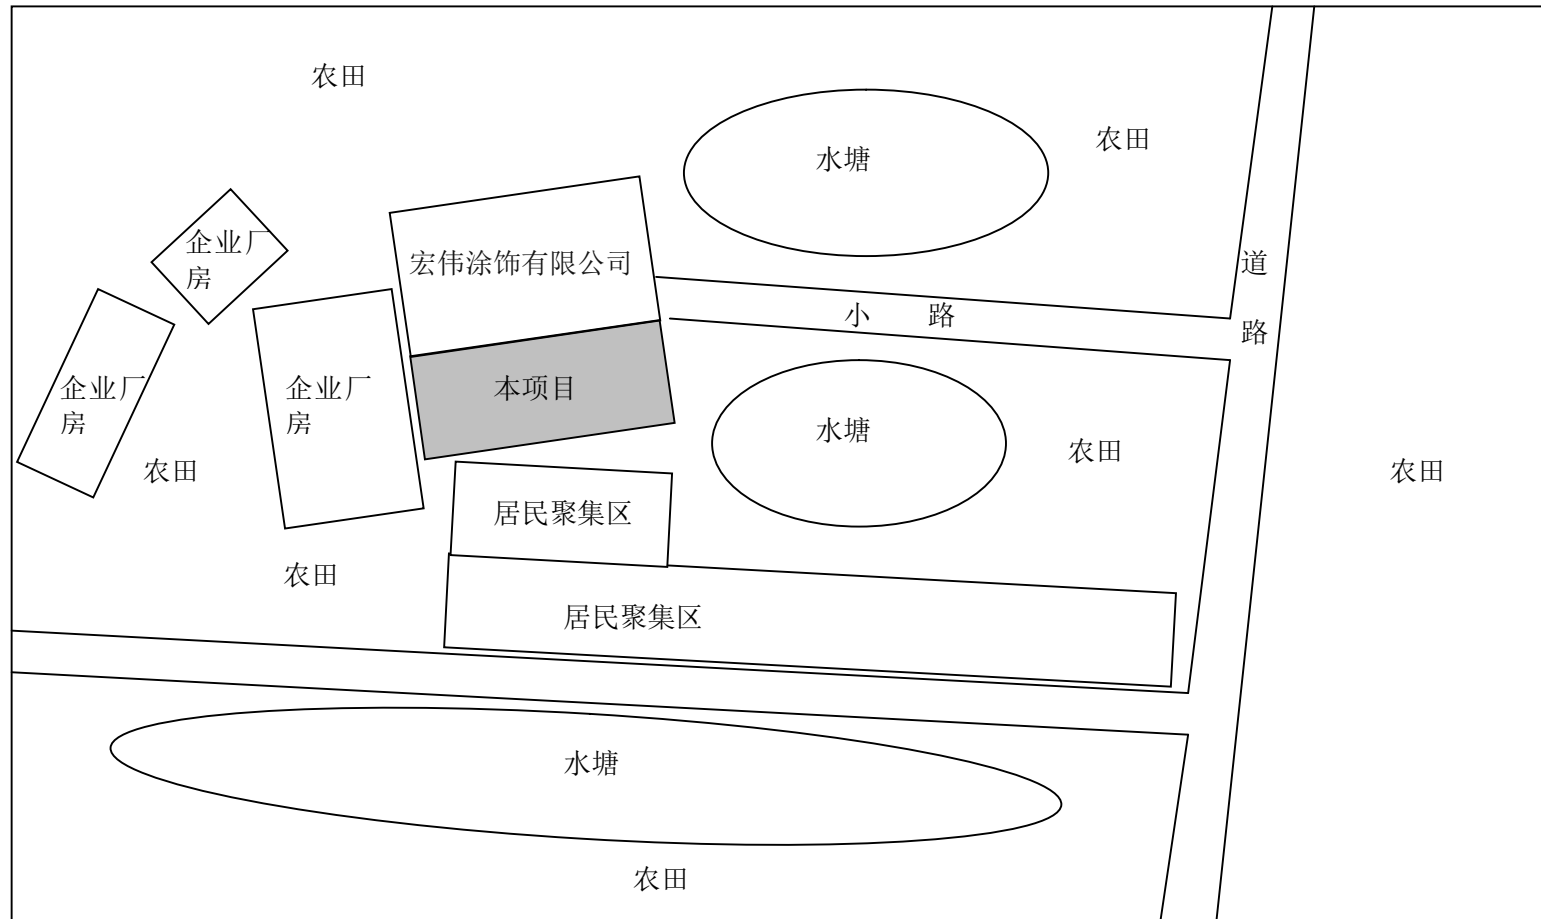 农田
农田
水塘
企业厂
房
宏伟涂饰有限公司
道
路
小 路
企业厂
房
企业厂
房
本项目
水塘
农田
农田
农田
居民聚集区
农田
居民聚集区
水塘
农田